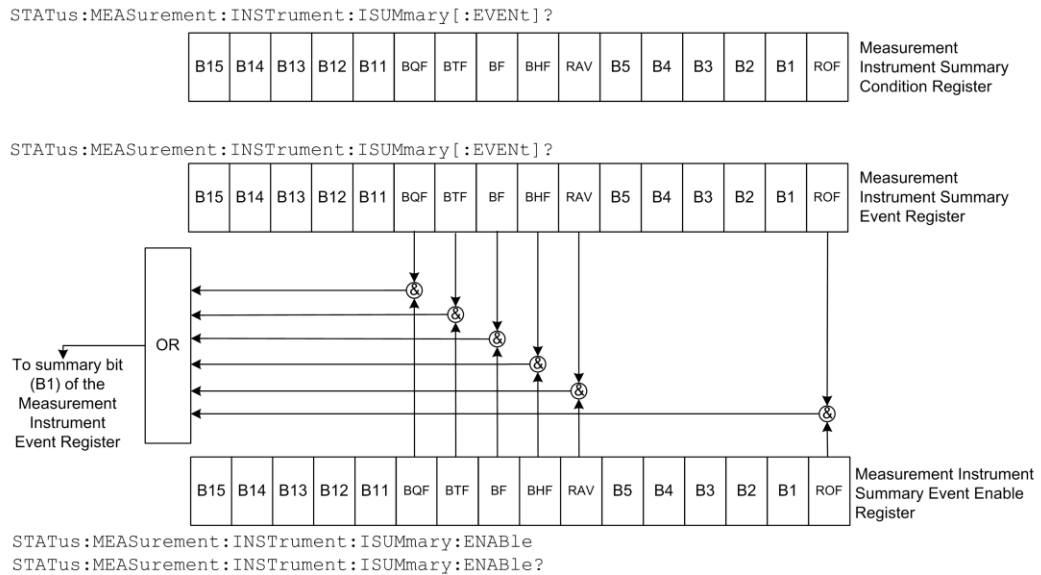 STATus:MEASurement:INSTrument:ISUMmary[:EVENt]?
B15 B14 B13 B12 B11 BQF BTF BF BHF RAV B5 B4 B3 B2 B1 ROF
Measurement
Instrument Summary
Condition Register
STATus:MEASurement:INSTrument:ISUMmary[:EVENt]?
B15 B14 B13 B12 B11 BQF BTF BF BHF RAV B5 B4 B3 B2 B1 ROF
Measurement
Instrument Summary
Event Register
&
&
&
&
&
&
OR
To summary bit
(B1) of the
Measurement
Instrument
Event Register
B15 B14 B13 B12 B11 BQF BTF BF BHF RAV B5 B4 B3 B2 B1 ROF
Measurement Instrument
Summary Event Enable
Register
STATus:MEASurement:INSTrument:ISUMmary:ENABle
STATus:MEASurement:INSTrument:ISUMmary:ENABle?